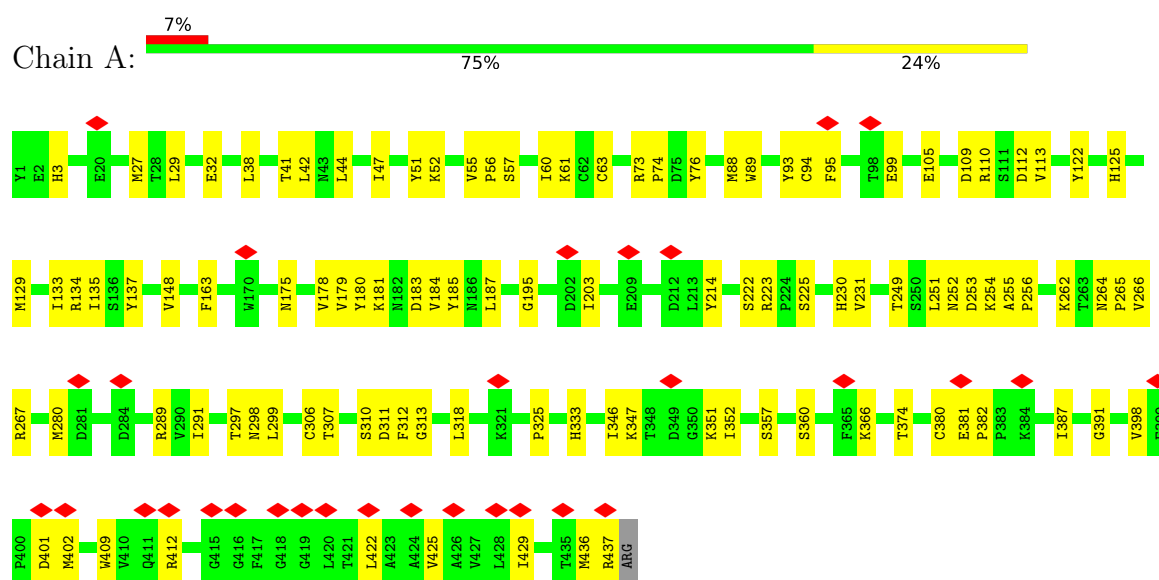 7%
Chain A:
75% 24%
Y1 E2 H3 E20 M27 T28 L29 E32 L38 T41 L42 N43 L44 I47 Y51 K52 V55 P56 S57 I60 K61 C62 C63 R73 P74 D75 Y76 M88 W89 Y93 C94 F95 T98 E99 E105 D109 R110 S111 D112 V113 Y122 H125
M129 I133 R134 I135 S136 Y137 V148 F163 W170 N175 V178 V179 Y180 K181 N182 D183 V184 Y185 N186 L187 G195 D202 I203 E209 D212 L213 Y214 S222 R223 P224 S225 H230 V231 T249 S250 L251 N252 D253 K254 A255 P256 K262 T263 N264 P265 V266
R267 M280 D281 D284 R289 V290 I291 T297 N298 L299 C306 T307 S310 D311 F312 G313 L318 K321 P325 H333 I346 K347 T348 D349 G350 K351 I352 S357 S360 F365 K366 T374 C380 E381 P382 P383 K384 I387 G391 V398
P400 D401 M402 W409 V410 Q411 R412 G415 G416 F417 G418 G419 L420 T421 L422 A423 A424 V425 A426 V427 L428 I429 T435 M436 R437 ARG